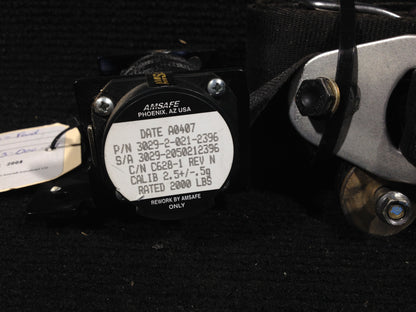 AMSAFE
PHOENIX, AZ USA
DATE A0407
P/N 3029-2-021-2396
S/A 3029-2050212396
C/N C628-1 REV N
CALIB 2.5+/-.5g
RATED 2000 LBS
REWORK BY AMSAFE
ONLY